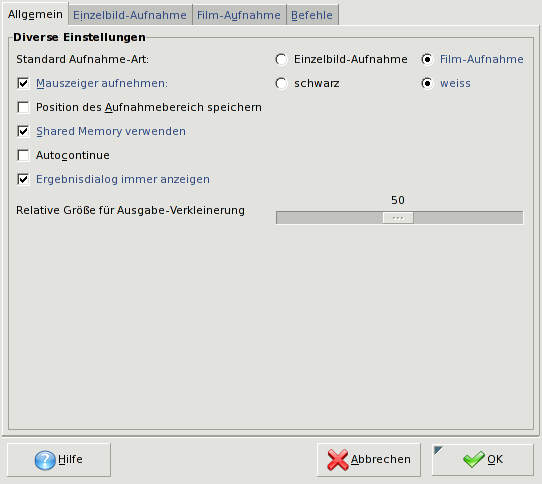 Allgemein Einzelbild-Aufnahme Film-Aufnahme Befehle
Diverse Einstellungen
Standard Aufnahme-Art: Einzelbild-Aufnahme Film-Aufnahme
Mauszeiger aufnehmen: schwarz weiss
Position des Aufnahmebereich speichern
Shared Memory verwenden
Autocontinue
Ergebnisdialog immer anzeigen
50
Relative Größe für Ausgabe-Verkleinerung
Hilfe Abbrechen OK